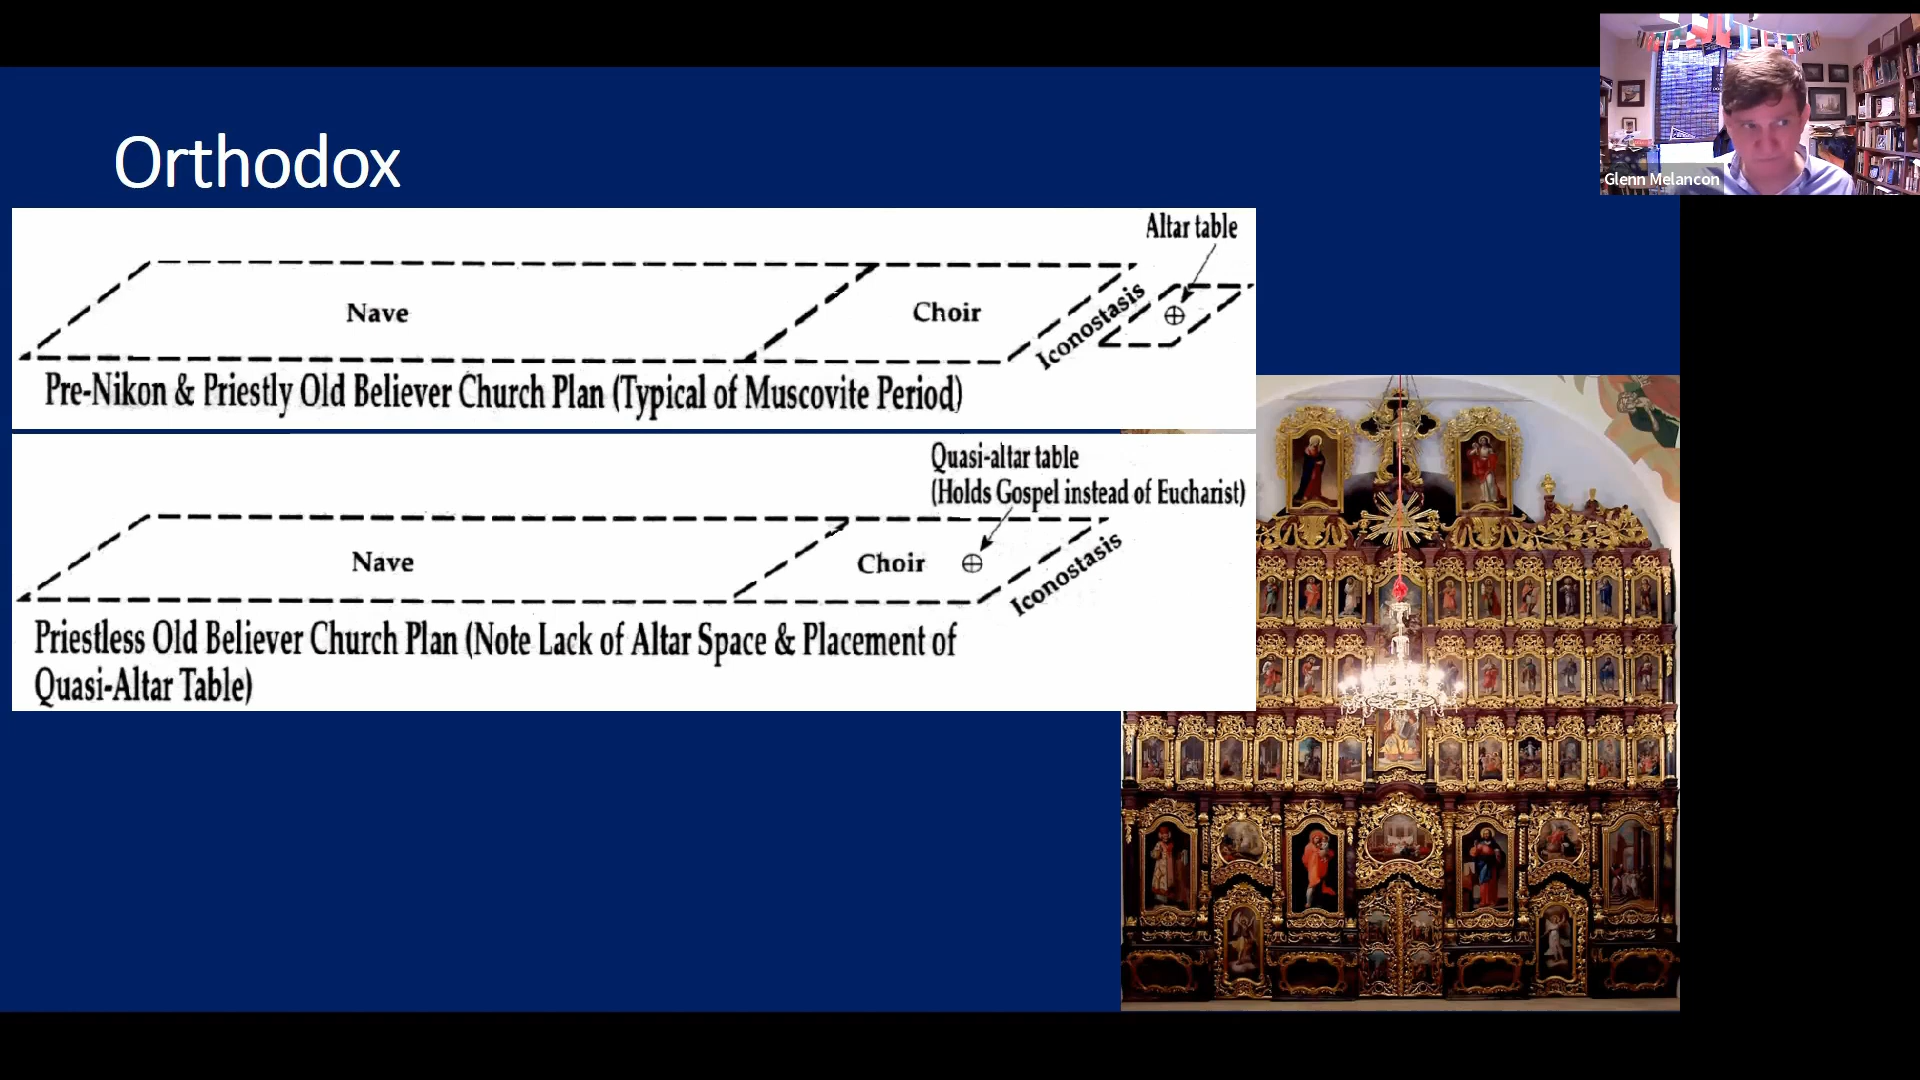 Orthodox
Glenn Melancon
Altar table
Nave
Choir
Iconostasis
Pre-Nikon & Priestly Old Believer Church Plan (Typical of Muscovite Period)
Quasi-altar table
(Holds Gospel instead of Eucharist)
Nave
Choir
Iconostasis
Priestless Old Believer Church Plan (Note Lack of Altar Space & Placement of
Quasi-Altar Table)